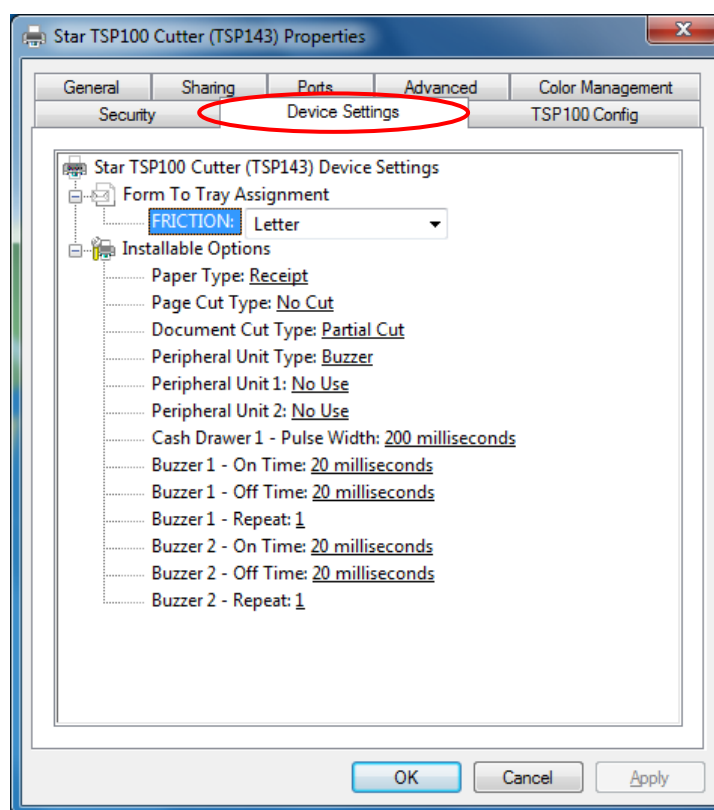 Star TSP100 Cutter (TSP143) Properties
General Sharing Ports Advanced Color Management
Security Device Settings TSP100 Config
Star TSP100 Cutter (TSP143) Device Settings
Form To Tray Assignment
FRICTION: Letter
Installable Options
Paper Type: Receipt
Page Cut Type: No Cut
Document Cut Type: Partial Cut
Peripheral Unit Type: Buzzer
Peripheral Unit 1: No Use
Peripheral Unit 2: No Use
Cash Drawer 1 - Pulse Width: 200 milliseconds
Buzzer 1 - On Time: 20 milliseconds
Buzzer 1 - Off Time: 20 milliseconds
Buzzer 1 - Repeat: 1
Buzzer 2 - On Time: 20 milliseconds
Buzzer 2 - Off Time: 20 milliseconds
Buzzer 2 - Repeat: 1
OK Cancel Apply